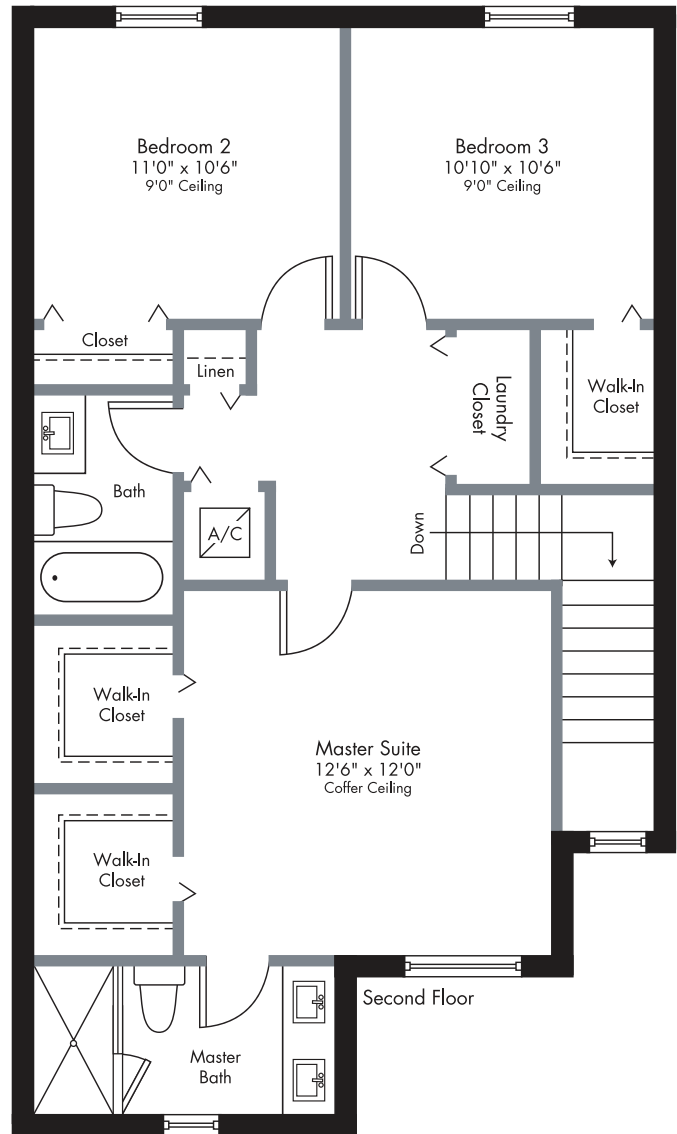 Bedroom 2
11'0" x 10'6"
9'0" Ceiling
Bedroom 3
10'10" x 10'6"
9'0" Ceiling
Closet
Linen
Laundry
Closet
Walk-In
Closet
Bath
A/C
Down
Walk-In
Closet
Master Suite
12'6" x 12'0"
Coffer Ceiling
Walk-In
Closet
Second Floor
Master
Bath